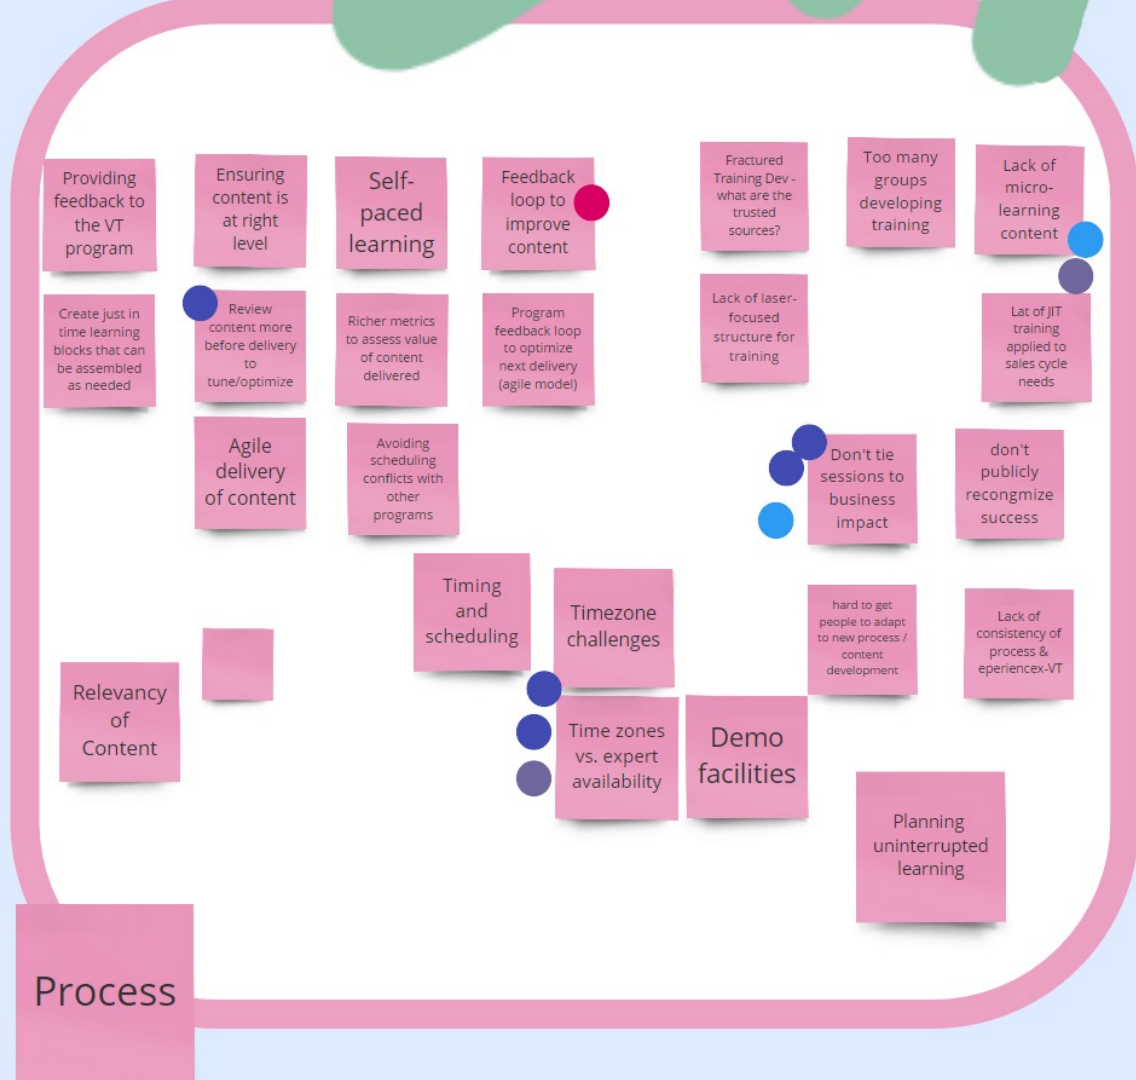 Providing
feedback to
the VT
program
Ensuring
content is
at right
level
Self-
paced
learning
Feedback
loop to
improve
content
Fractured
Training Dev -
what are the
trusted
sources?
Too many
groups
developing
training
Lack of
micro-
learning
content
Create just in
time learning
blocks that can
be assembled
as needed
Review
content more
before delivery
to
tune/optimize
Richer metrics
to assess value
of content
delivered
Program
feedback loop
to optimize
next delivery
(agile model)
Lack of laser-
focused
structure for
training
Lat of JIT
training
applied to
sales cycle
needs
Agile
delivery
of content
Avoiding
scheduling
conflicts with
other
programs
Don't tie
sessions to
business
impact
don't
publicly
recongmize
success
Timing
and
scheduling
Timezone
challenges
hard to get
people to adapt
to new process /
content
development
Lack of
consistency of
process &
eperiencex-VT
Relevancy
of
Content
Time zones
vs. expert
availability
Demo
facilities
Planning
uninterrupted
learning
Process